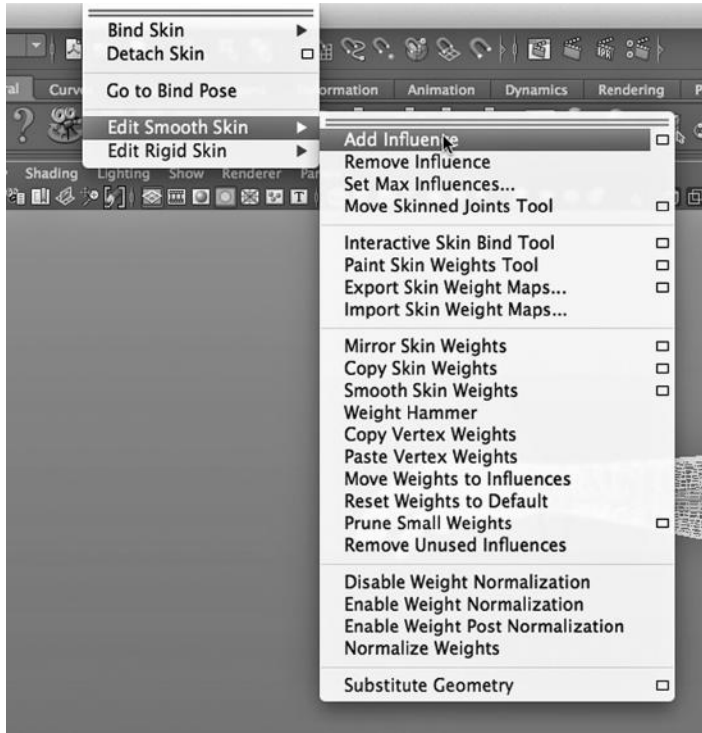 Bind Skin
Detach Skin
Go to Bind Pose
Edit Smooth Skin
Edit Rigid Skin
Animation Dynamics Rendering
Shading Lighting Show Renderer
Add Influence
Remove Influence
Set Max Influences...
Move Skinned Joints Tool
Interactive Skin Bind Tool
Paint Skin Weights Tool
Export Skin Weight Maps...
Import Skin Weight Maps...
Mirror Skin Weights
Copy Skin Weights
Smooth Skin Weights
Weight Hammer
Copy Vertex Weights
Paste Vertex Weights
Move Weights to Influences
Reset Weights to Default
Prune Small Weights
Remove Unused Influences
Disable Weight Normalization
Enable Weight Normalization
Enable Weight Post Normalization
Normalize Weights
Substitute Geometry